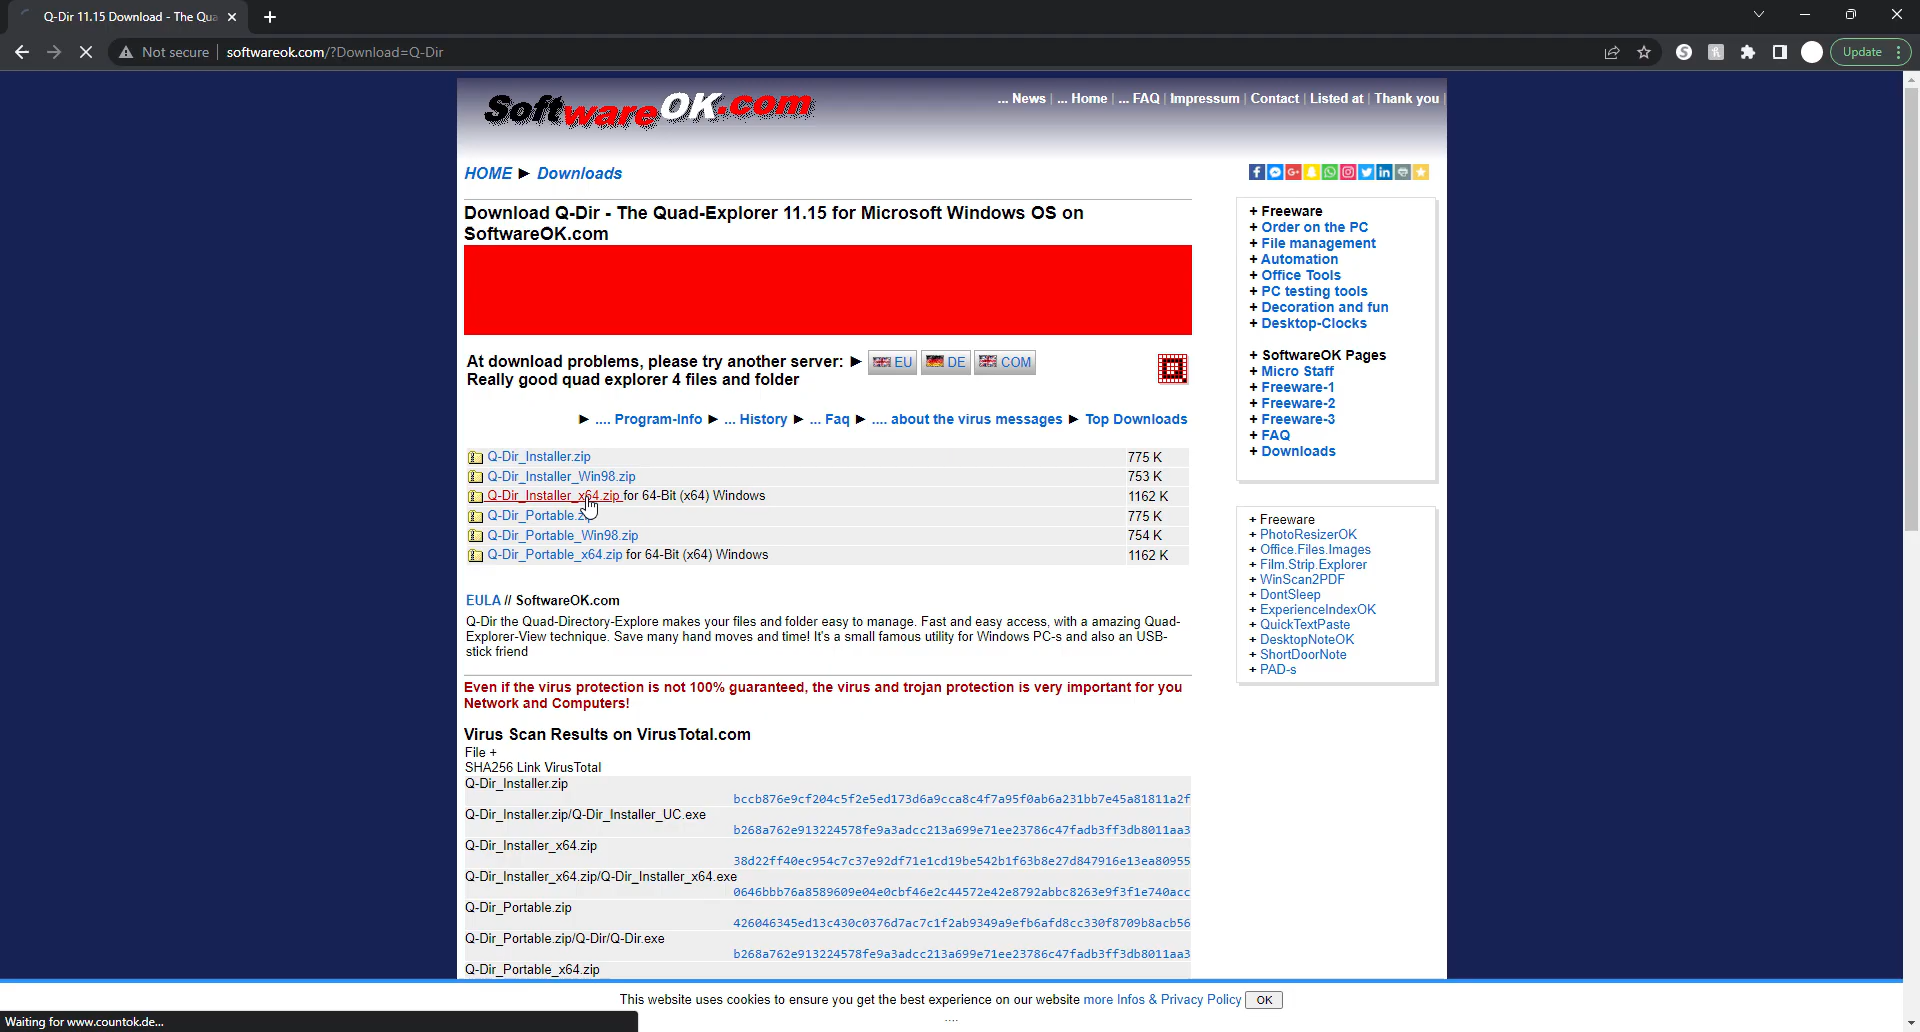 Q-Dir 11.15 Download - The Qua
Not secure
softwareok.com/?Download=Q-Dir
Update
SoftwareOK.com
... News | ... Home | ... FAQ | Impressum | Contact | Listed at | Thank you |
HOME ► Downloads
Download Q-Dir - The Quad-Explorer 11.15 for Microsoft Windows OS on
SoftwareOK.com
At download problems, please try another server: ► EU DE COM
Really good quad explorer 4 files and folder
► .... Program-Info ► ... History ► ... Faq ► .... about the virus messages ► Top Downloads
Q-Dir_Installer.zip 775 K
Q-Dir_Installer_Win98.zip 753 K
Q-Dir_Installer_x64.zip for 64-Bit (x64) Windows 1162 K
Q-Dir_Portable.zip 775 K
Q-Dir_Portable_Win98.zip 754 K
Q-Dir_Portable_x64.zip for 64-Bit (x64) Windows 1162 K
EULA // SoftwareOK.com
Q-Dir the Quad-Directory-Explore makes your files and folder easy to manage. Fast and easy access, with a amazing Quad-
Explorer-View technique. Save many hand moves and time! It's a small famous utility for Windows PC-s and also an USB-
stick friend
Even if the virus protection is not 100% guaranteed, the virus and trojan protection is very important for you
Network and Computers!
Virus Scan Results on VirusTotal.com
File +
SHA256 Link VirusTotal
Q-Dir_Installer.zip
bccb876e9cf204c5f2e5ed173d6a9cca8c4f7a95f0ab6a231bb7e45a81811a2f
Q-Dir_Installer.zip/Q-Dir_Installer_UC.exe
b268a762e913224578fe9a3adcc213a699e71ee23786c47fadb3ff3db8011aa3
Q-Dir_Installer_x64.zip
38d22ff40ec954c7c37e92df71e1cd19be542b1f63b8e27d847916e13ea80955
Q-Dir_Installer_x64.zip/Q-Dir_Installer_x64.exe
0646bbb76a8589609e04e0cbf46e2c44572e42e8792abbc8263e9f3f1e740acc
Q-Dir_Portable.zip
426046345ed13c430c0376d7ac7c1f2ab9349a9efb6afd8cc330f8709b8acb56
Q-Dir_Portable.zip/Q-Dir/Q-Dir.exe
b268a762e913224578fe9a3adcc213a699e71ee23786c47fadb3ff3db8011aa3
Q-Dir_Portable_x64.zip
+ Freeware
+ Order on the PC
+ File management
+ Automation
+ Office Tools
+ PC testing tools
+ Decoration and fun
+ Desktop-Clocks
+ SoftwareOK Pages
+ Micro Staff
+ Freeware-1
+ Freeware-2
+ Freeware-3
+ FAQ
+ Downloads
+ Freeware
+ PhotoResizerOK
+ Office.Files.Images
+ Film.Strip.Explorer
+ WinScan2PDF
+ DontSleep
+ ExperienceIndexOK
+ QuickTextPaste
+ DesktopNoteOK
+ ShortDoorNote
+ PAD-s
This website uses cookies to ensure you get the best experience on our website more Infos & Privacy Policy OK
....
Waiting for www.countok.de...